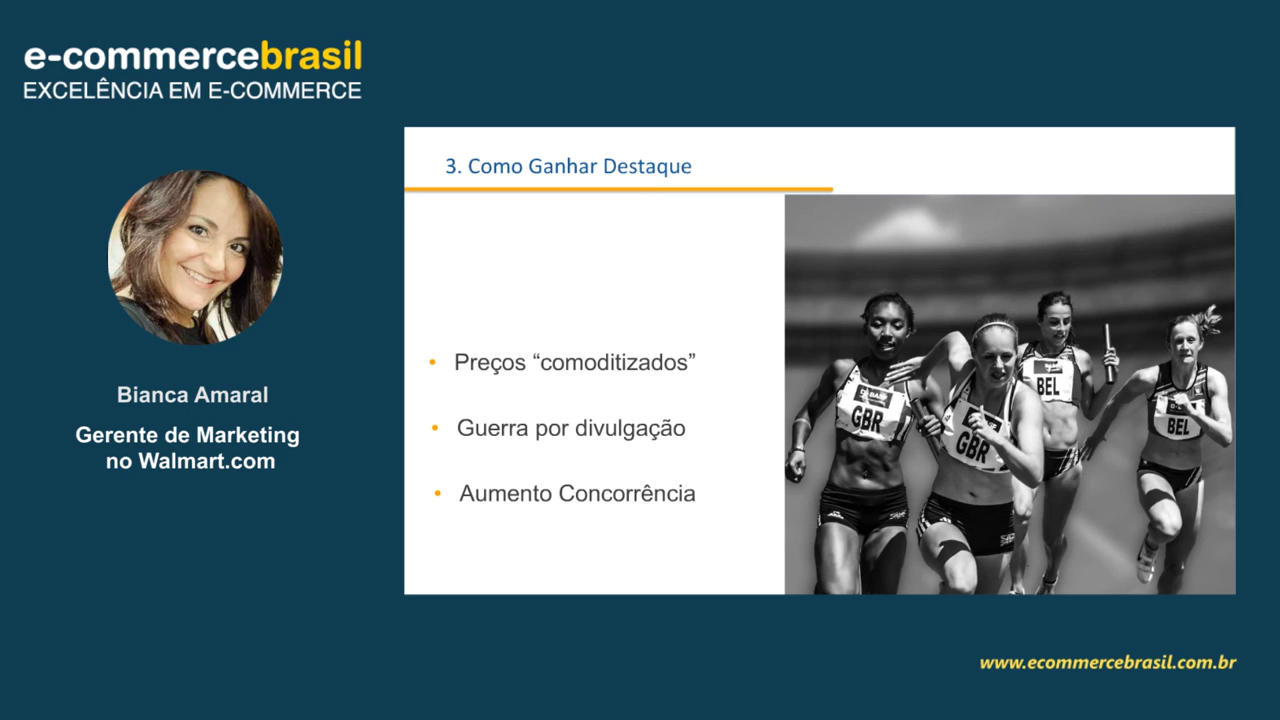 e-commercebrasil
EXCELÊNCIA EM E-COMMERCE
Bianca Amaral
Gerente de Marketing
no Walmart.com
3. Como Ganhar Destaque
• Preços “comoditizados”
• Guerra por divulgação
• Aumento Concorrência
GBR
GBR
BEL
BEL
www.ecommercebrasil.com.br